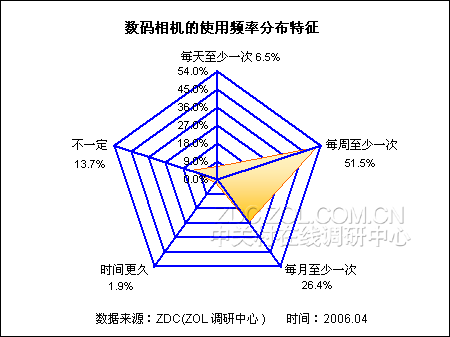 数码相机的使用频率分布特征
每天至少一次 6.5%
54.0%
45.0%
36.0%
27.0%
18.0%
9.0%
0.0%
不一定
13.7%
每周至少一次
51.5%
ZDC.ZOL.COM.CN
中关村在线调研中心
时间更久
1.9%
每月至少一次
26.4%
数据来源：ZDC(ZOL 调研中心 ) 时间：2006.04